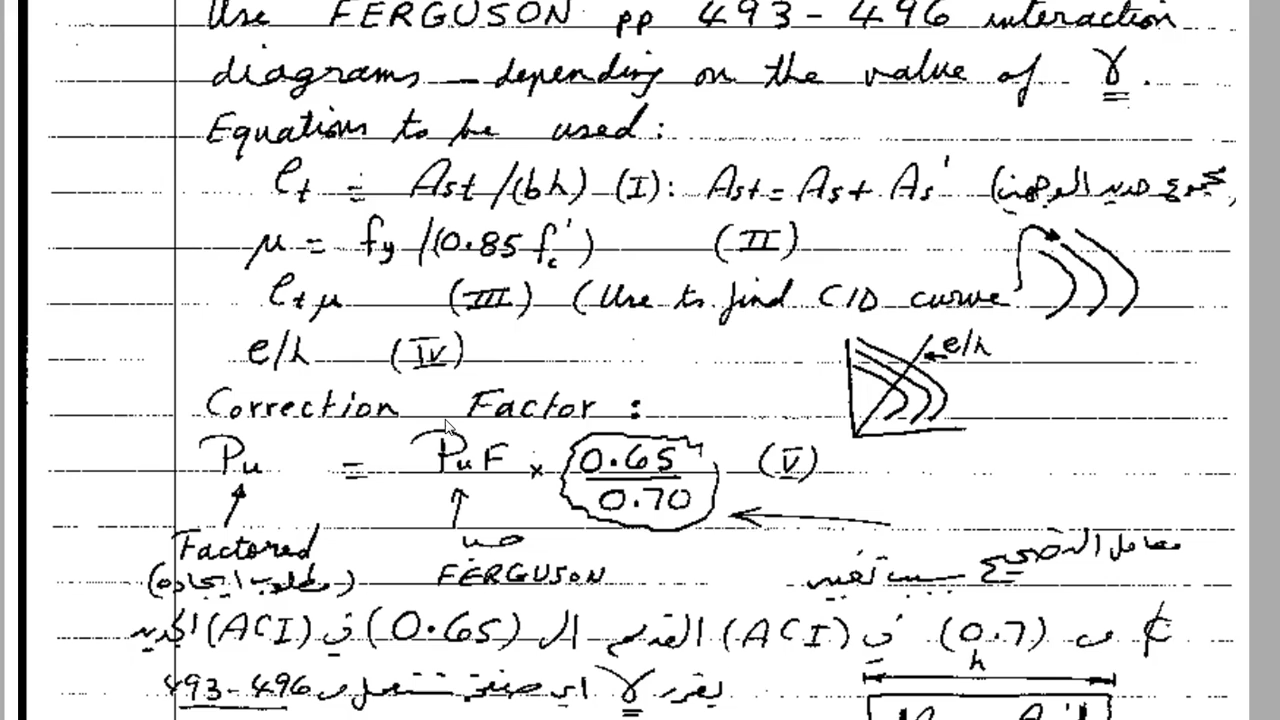 Use FERGUSON pp 493-496 interaction
diagrams - depending on the value of γ.
Equations to be used:
ρt = Ast/(bh) (I): Ast = As + As' (مجموع حديد الوجهين)
μ = fy/(0.85 fc') (II)
ρt μ (III) (Use to find C/D curve
e/h (IV)
e/h
Correction Factor :
Pu = PuF × 0.65/0.70 (V)
Factored
(مطلوب ايجاده)
من
FERGUSON
معامل التصحيح
بسبب تغيير
¢ من (0.7) في (ACI) القديم الى (0.65) في (ACI) الجديد
h
يقرر γ اي صفحة تستعمل من 493-496